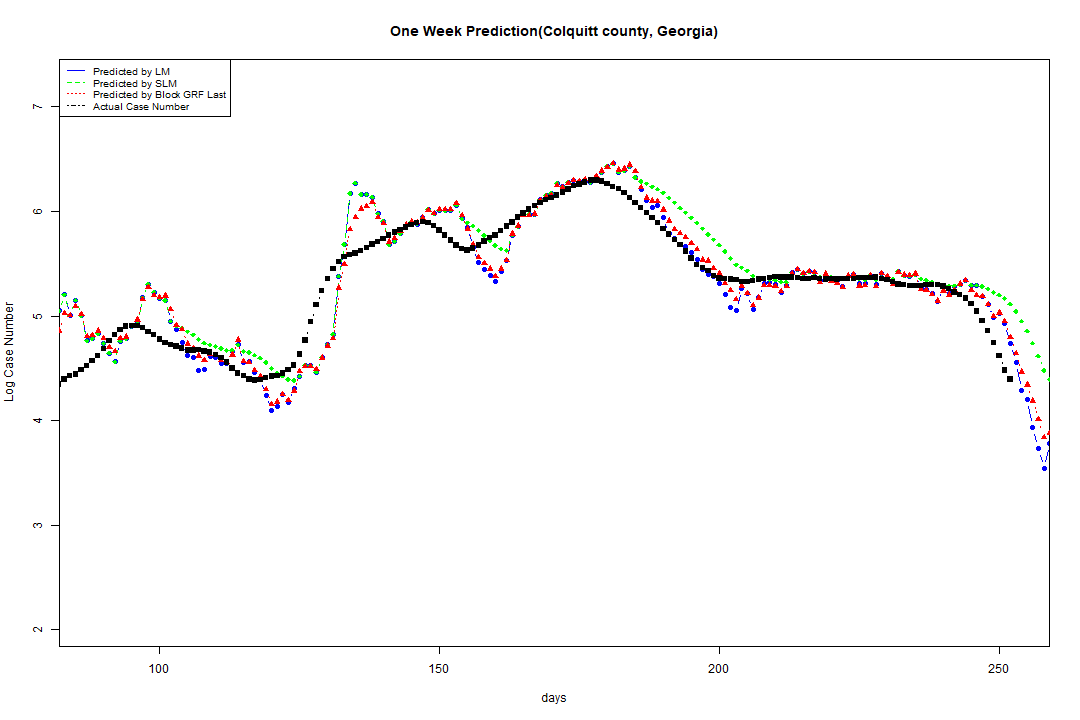 One Week Prediction(Colquitt county, Georgia)
Predicted by LM
Predicted by SLM
Predicted by Block GRF Last
Actual Case Number
7
6
5
4
3
2
Log Case Number
100 150 200 250
days